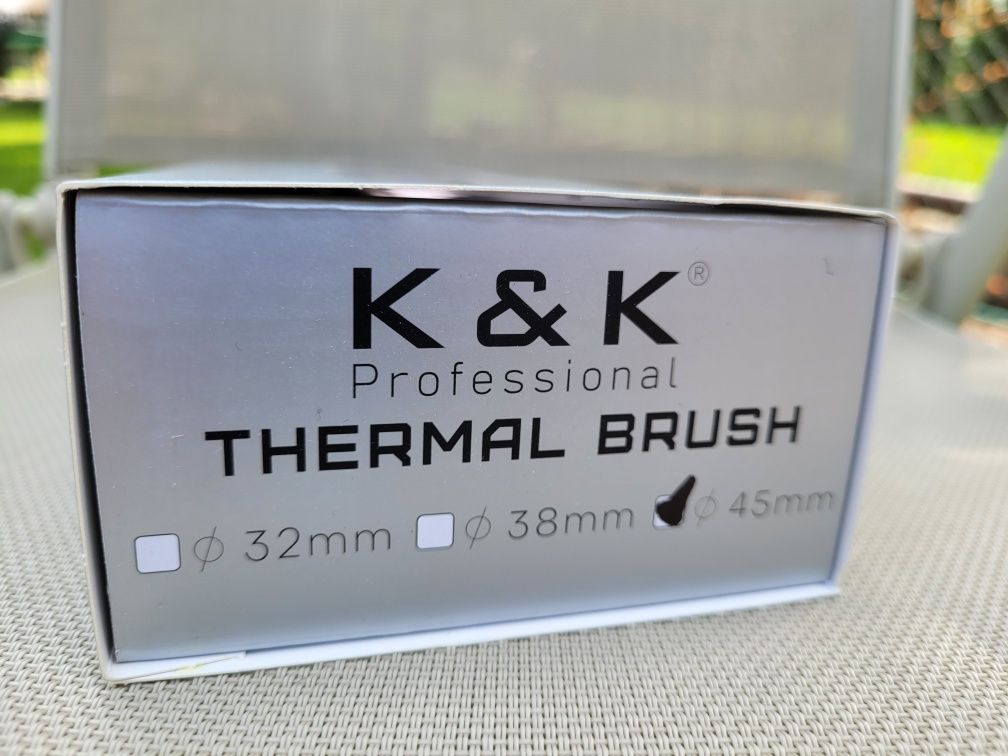 K & K®
Professional
THERMAL BRUSH
ϕ 32mm ϕ 38mm ϕ 45mm